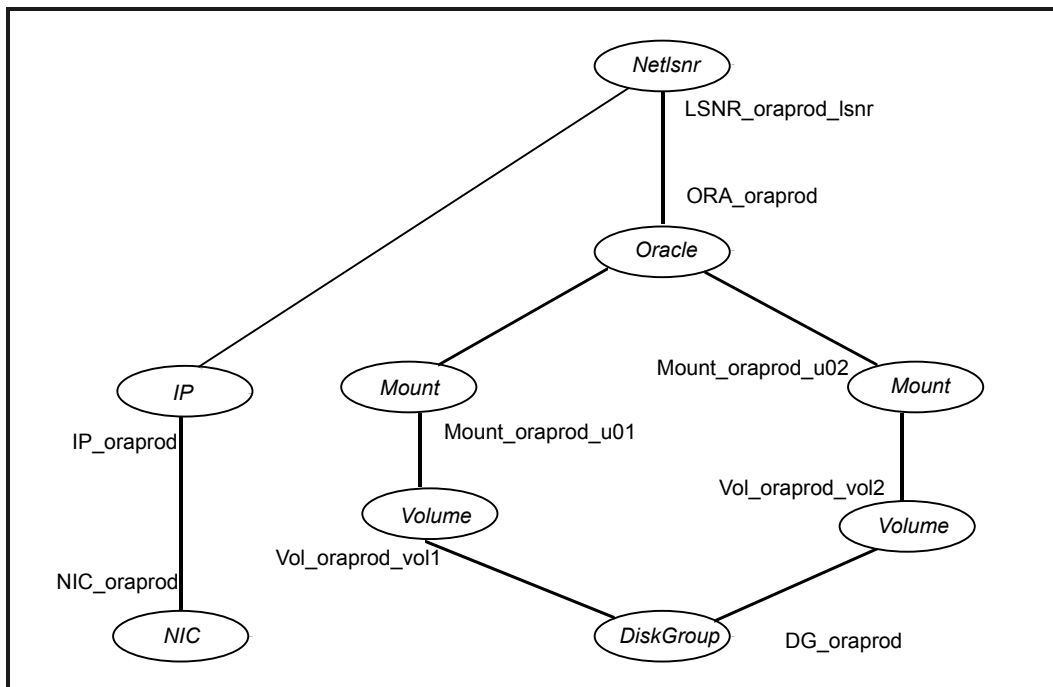 Netlsnr
LSNR_oraprod_lsnr
ORA_oraprod
Oracle
Mount_oraprod_u02
IP
Mount
Mount
IP_oraprod
Mount_oraprod_u01
Vol_oraprod_vol2
Volume
Volume
Vol_oraprod_vol1
NIC_oraprod
NIC
DiskGroup
DG_oraprod